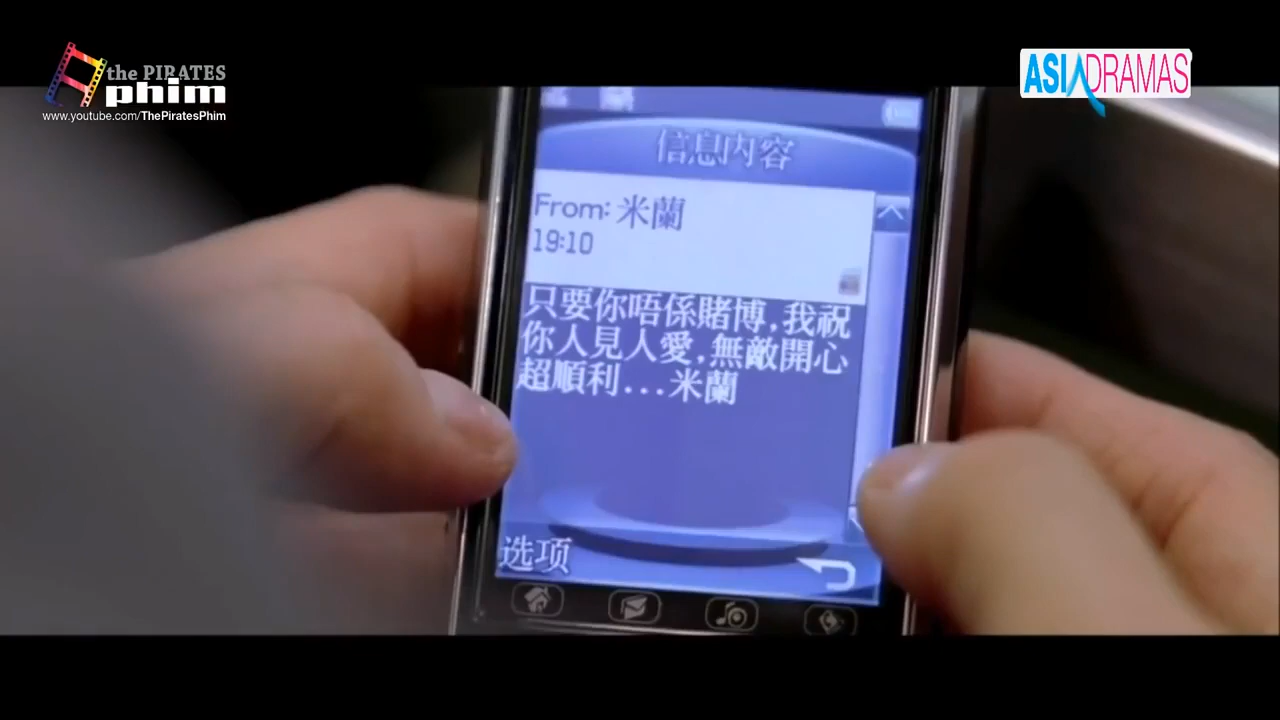 the PIRATES
phim
www.youtube.com/ThePiratesPhim
ASIADRAMAS
信息内容
From: 米蘭
19:10
只要你唔係賭博,我祝
你人見人愛,無敵開心
超順利...米蘭
选项